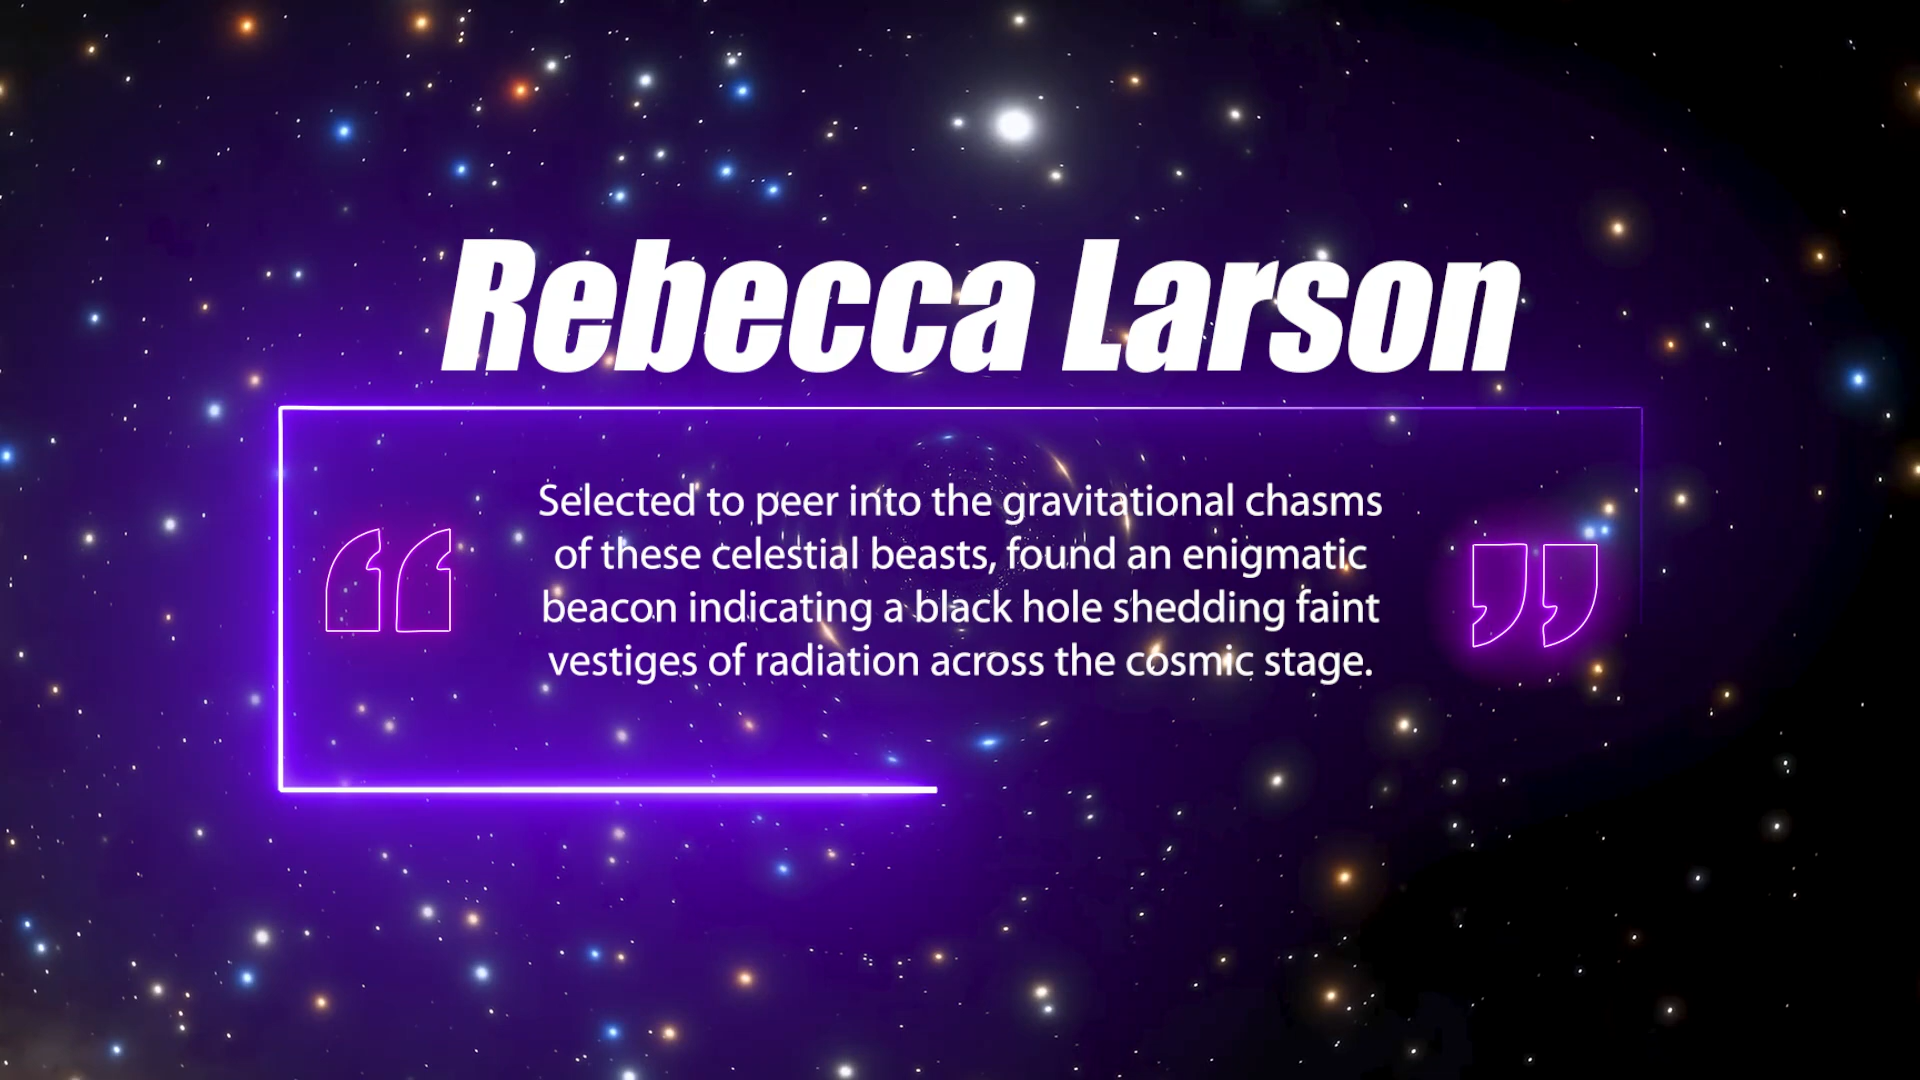 Rebecca Larson
“
Selected to peer into the gravitational chasms
of these celestial beasts, found an enigmatic
beacon indicating a black hole shedding faint
vestiges of radiation across the cosmic stage.
”